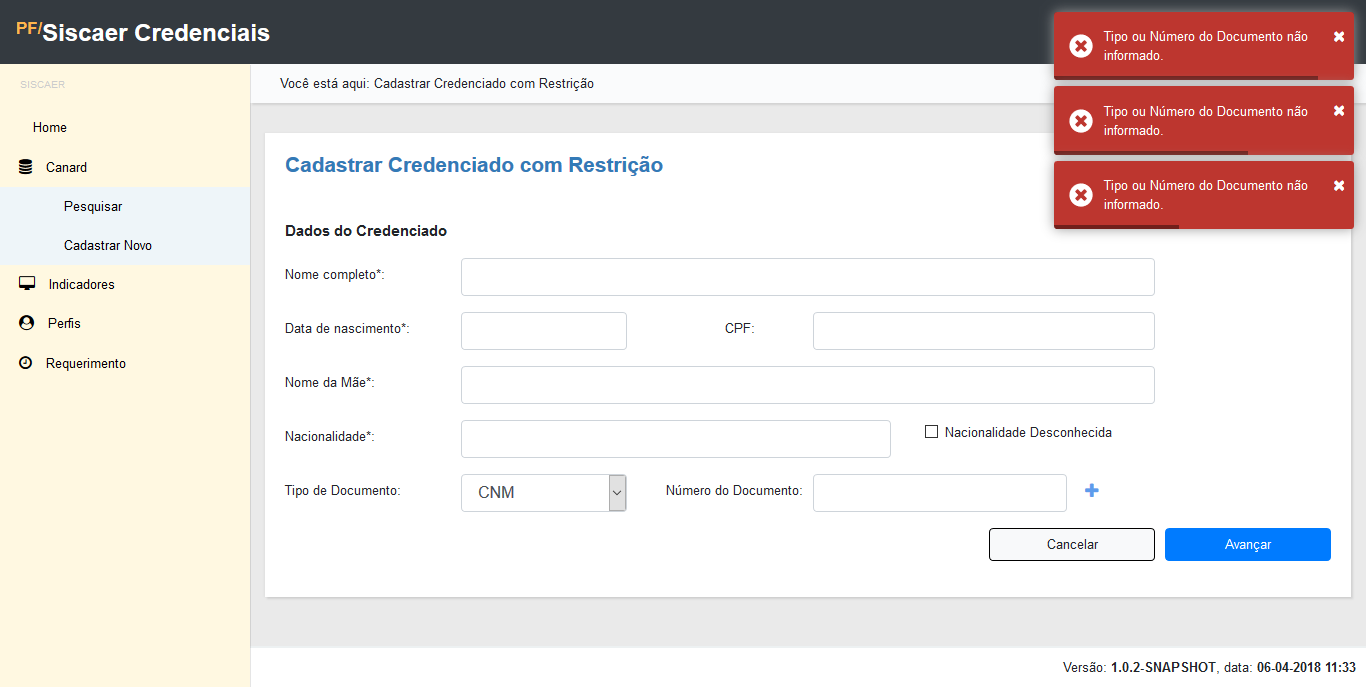 PF/Siscaer Credenciais
Tipo ou Número do Documento não
informado.
Tipo ou Número do Documento não
informado.
Tipo ou Número do Documento não
informado.
SISCAER
Home
Canard
Pesquisar
Cadastrar Novo
Indicadores
Perfis
Requerimento
Você está aqui: Cadastrar Credenciado com Restrição
Cadastrar Credenciado com Restrição
Dados do Credenciado
Nome completo*:
Data de nascimento*: CPF:
Nome da Mãe*:
Nacionalidade*: Nacionalidade Desconhecida
Tipo de Documento: CNM Número do Documento:
Cancelar Avançar
Versão: 1.0.2-SNAPSHOT, data: 06-04-2018 11:33